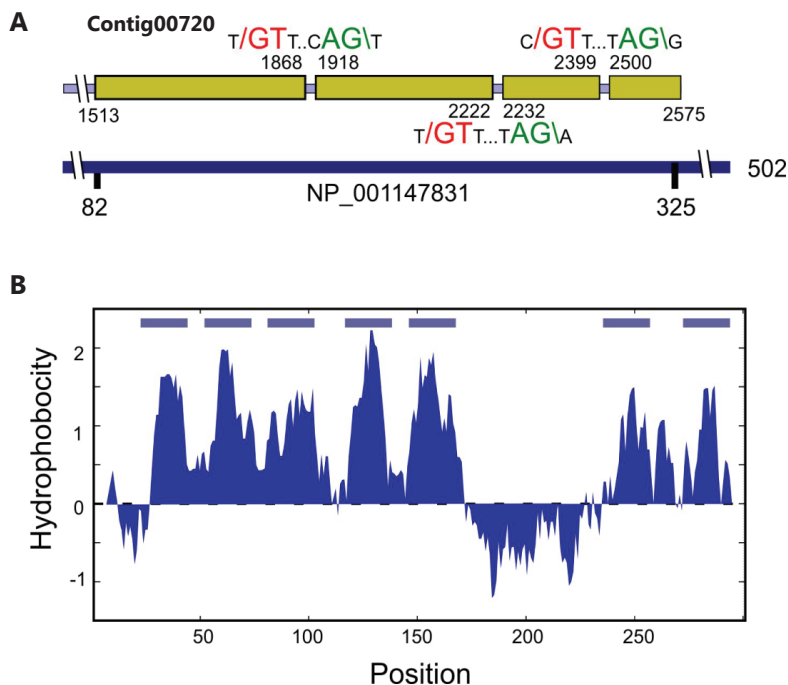 A
Contig00720
T/GTT..CAG\T
C/GTT...TAG\G
1868 1918
2399 2500
1513
2222 2232
2575
T/GTT...TAG\A
502
NP_001147831
82
325
B
Hydrophobocity
2
1
0
-1
50 100 150 200 250
Position